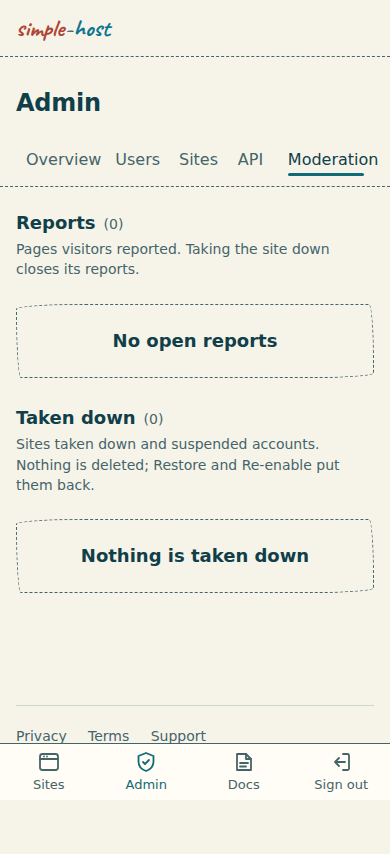 simple-host
Admin
Overview Users Sites API Moderation
Reports (0)
Pages visitors reported. Taking the site down
closes its reports.
No open reports
Taken down (0)
Sites taken down and suspended accounts.
Nothing is deleted; Restore and Re-enable put
them back.
Nothing is taken down
Privacy Terms Support
Sites Admin Docs Sign out